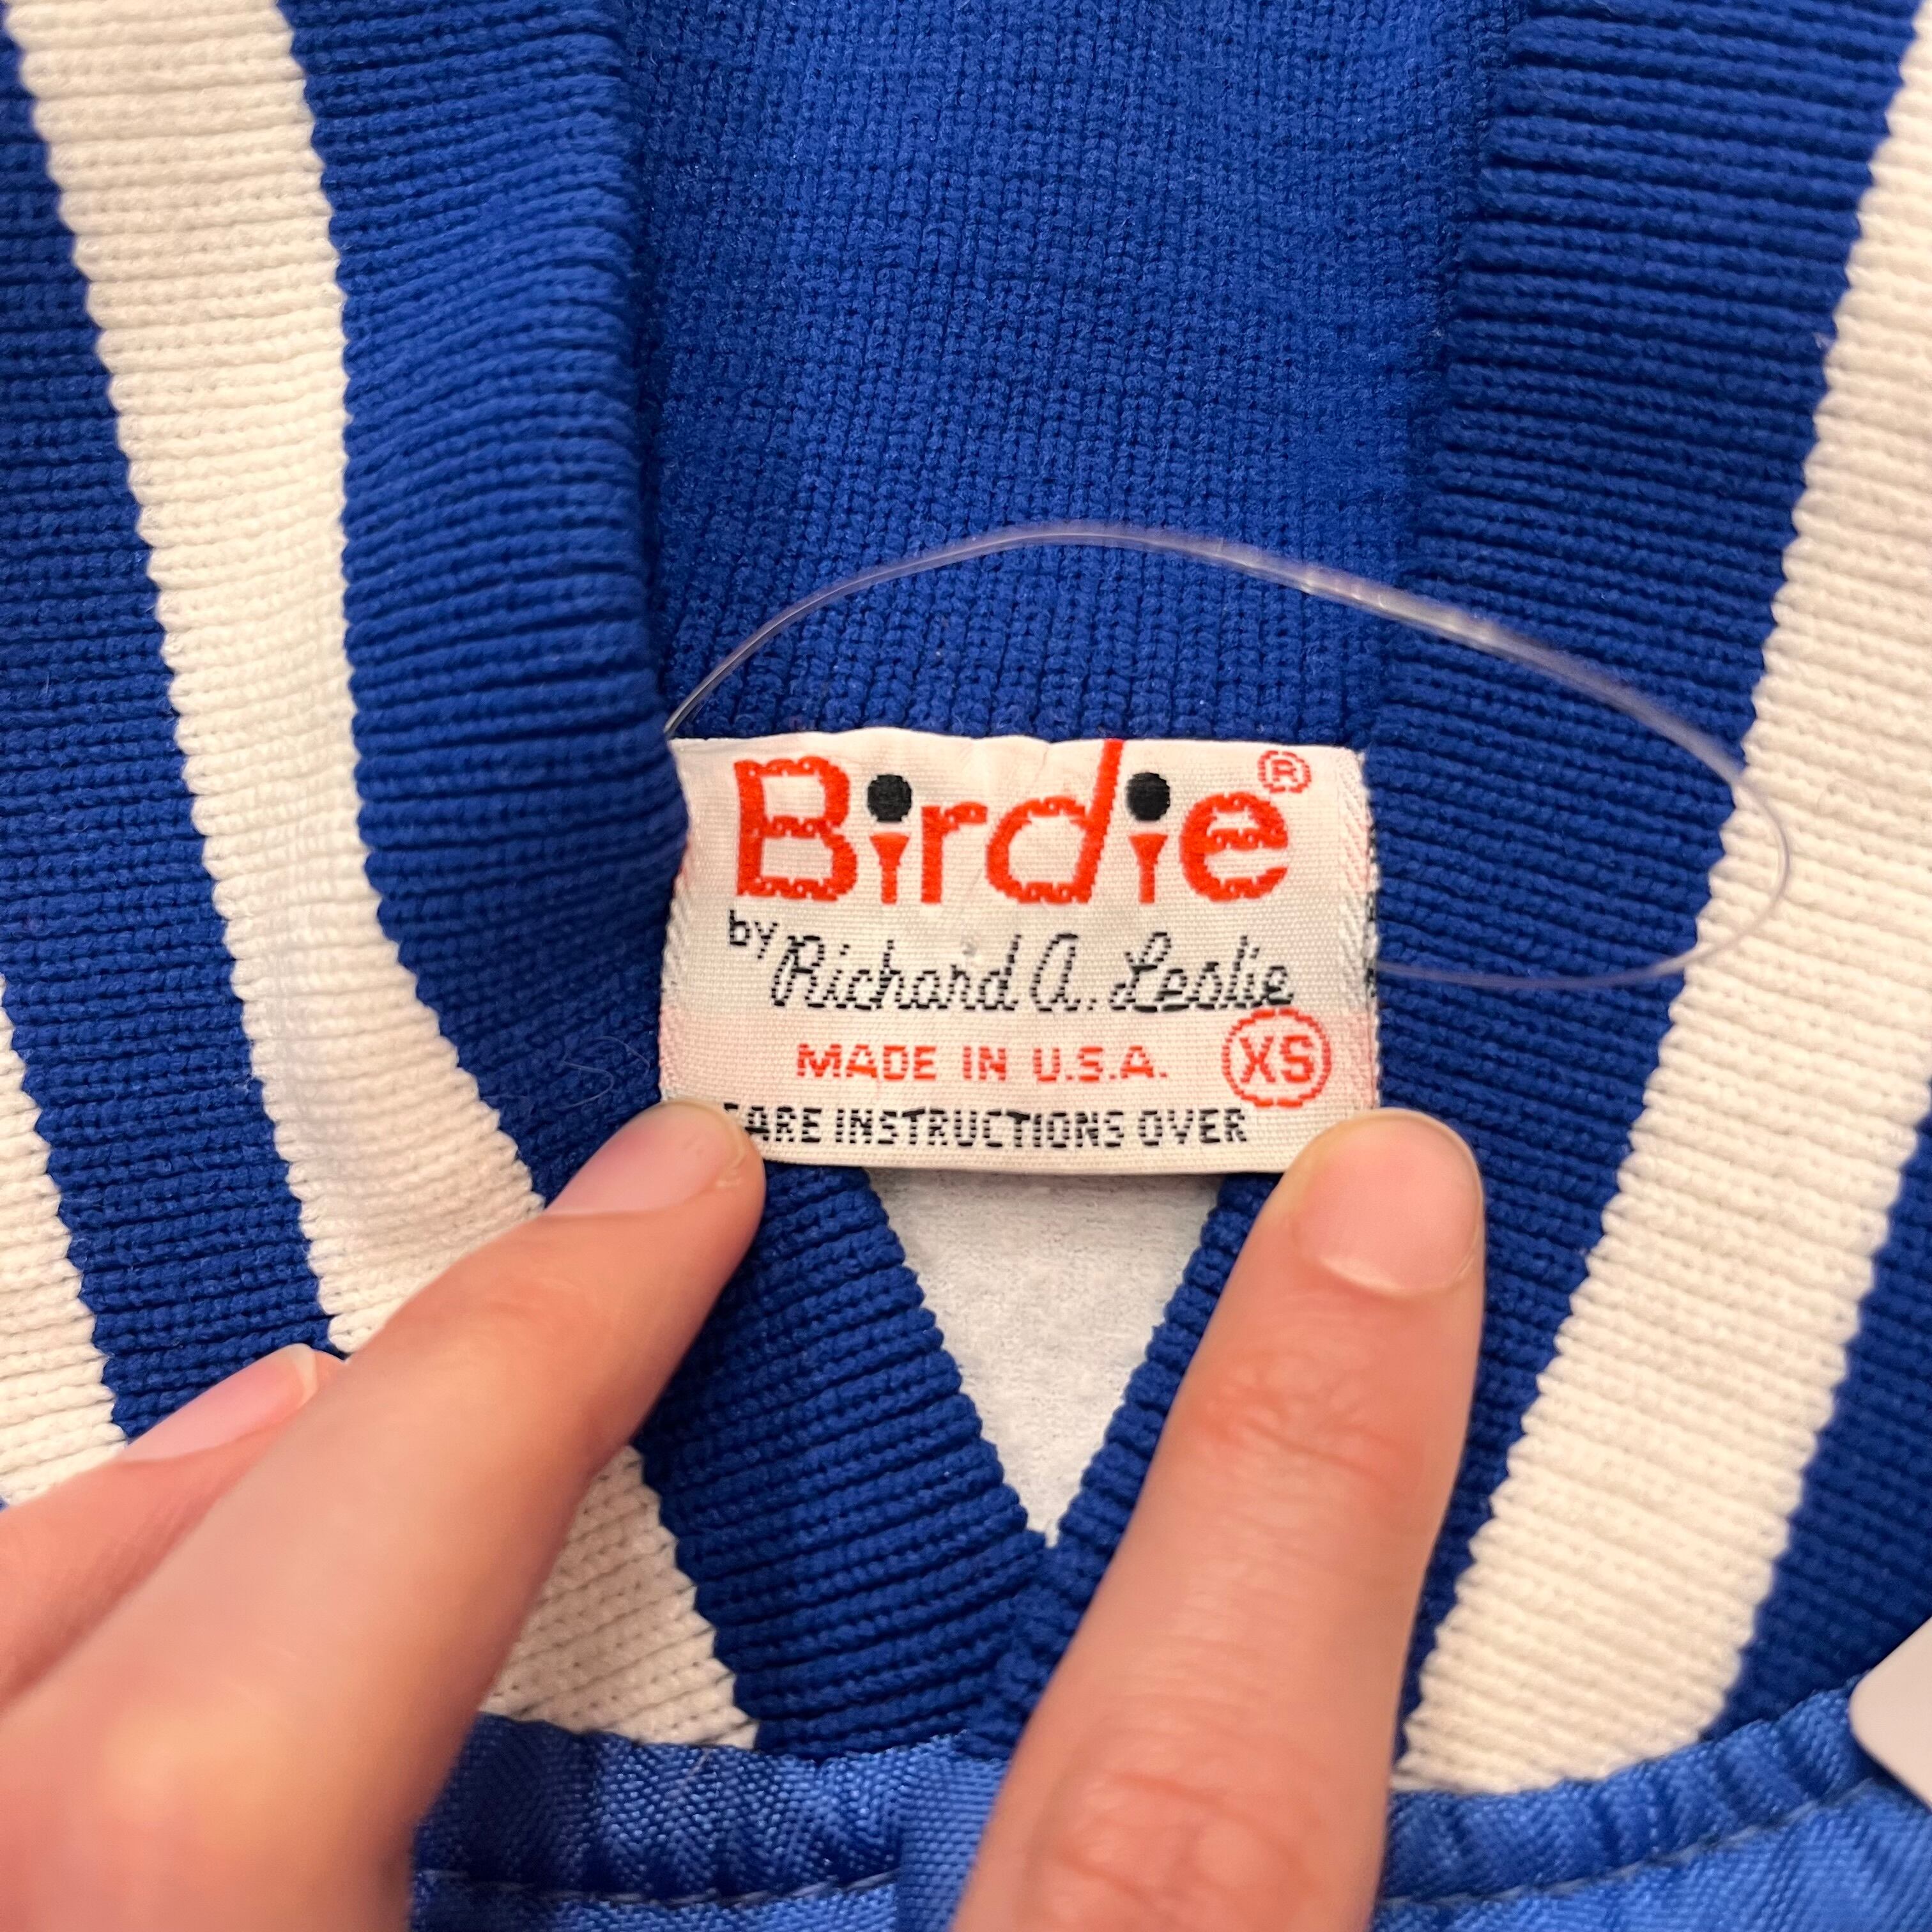 Birdie®
by Richard A. Leslie
MADE IN U.S.A. XS
CARE INSTRUCTIONS OVER